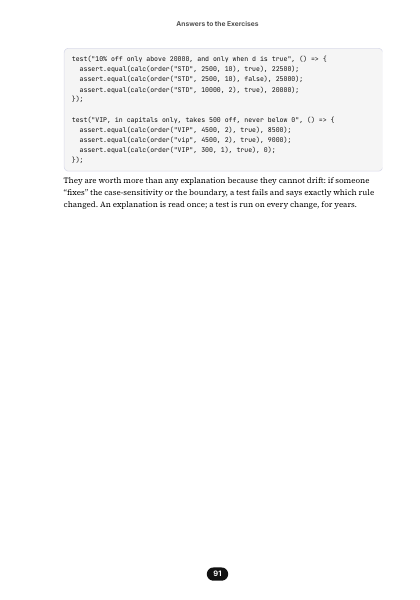 Answers to the Exercises
test("10% off only above 20000, and only when d is true", () => {
  assert.equal(calc(order("STD", 2500, 10), true), 22500);
  assert.equal(calc(order("STD", 2500, 10), false), 25000);
  assert.equal(calc(order("STD", 10000, 2), true), 20000);
});

test("VIP, in capitals only, takes 500 off, never below 0", () => {
  assert.equal(calc(order("VIP", 4500, 2), true), 8500);
  assert.equal(calc(order("vip", 4500, 2), true), 9000);
  assert.equal(calc(order("VIP", 300, 1), true), 0);
});
They are worth more than any explanation because they cannot drift: if someone
“fixes” the case-sensitivity or the boundary, a test fails and says exactly which rule
changed. An explanation is read once; a test is run on every change, for years.
91